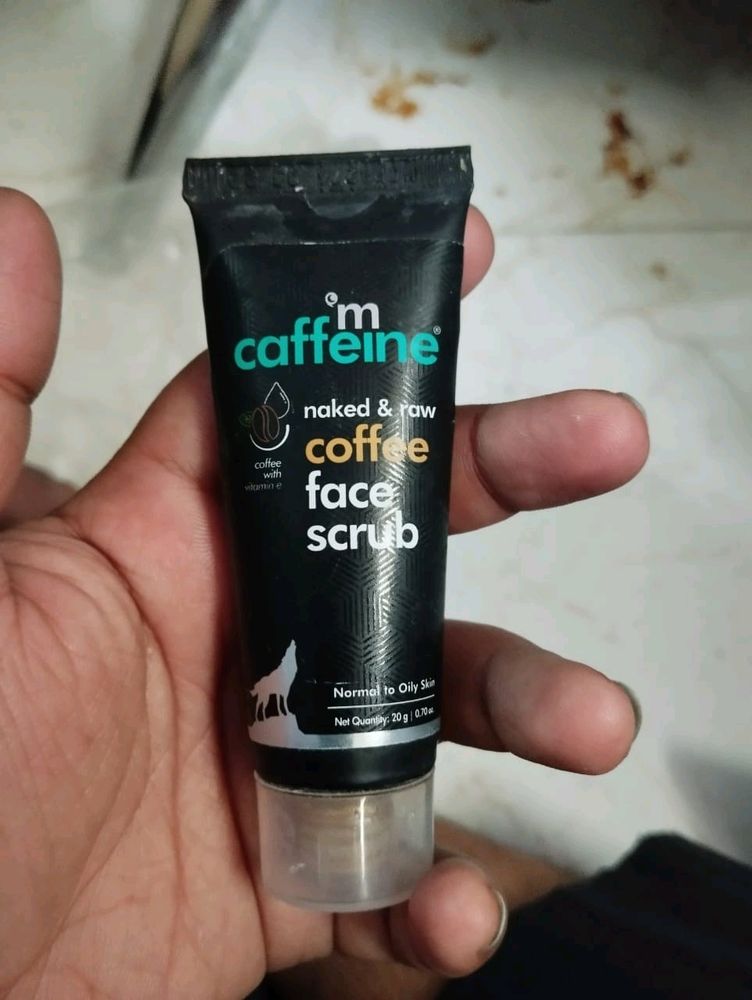 'm
caffeine®
naked & raw
coffee
face
scrub
coffee
with
vitamin e
Normal to Oily Skin
Net Quantity: 20 g | 0.70 oz.